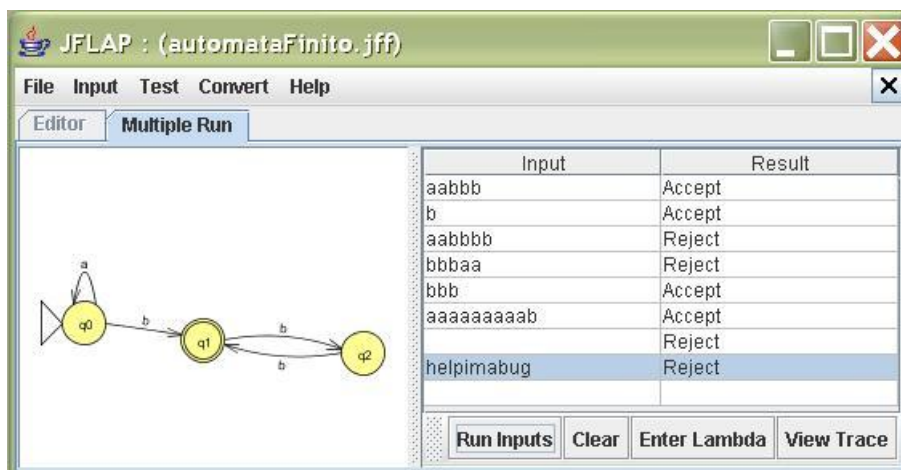 JFLAP : (automataFinito.jff)
File Input Test Convert Help
Editor Multiple Run
Input Result
aabbb Accept
b Accept
aabbbb Reject
bbbaa Reject
bbb Accept
aaaaaaaaab Accept
Reject
helpimabug Reject
a
q0 b q1 b q2
b
Run Inputs Clear Enter Lambda View Trace